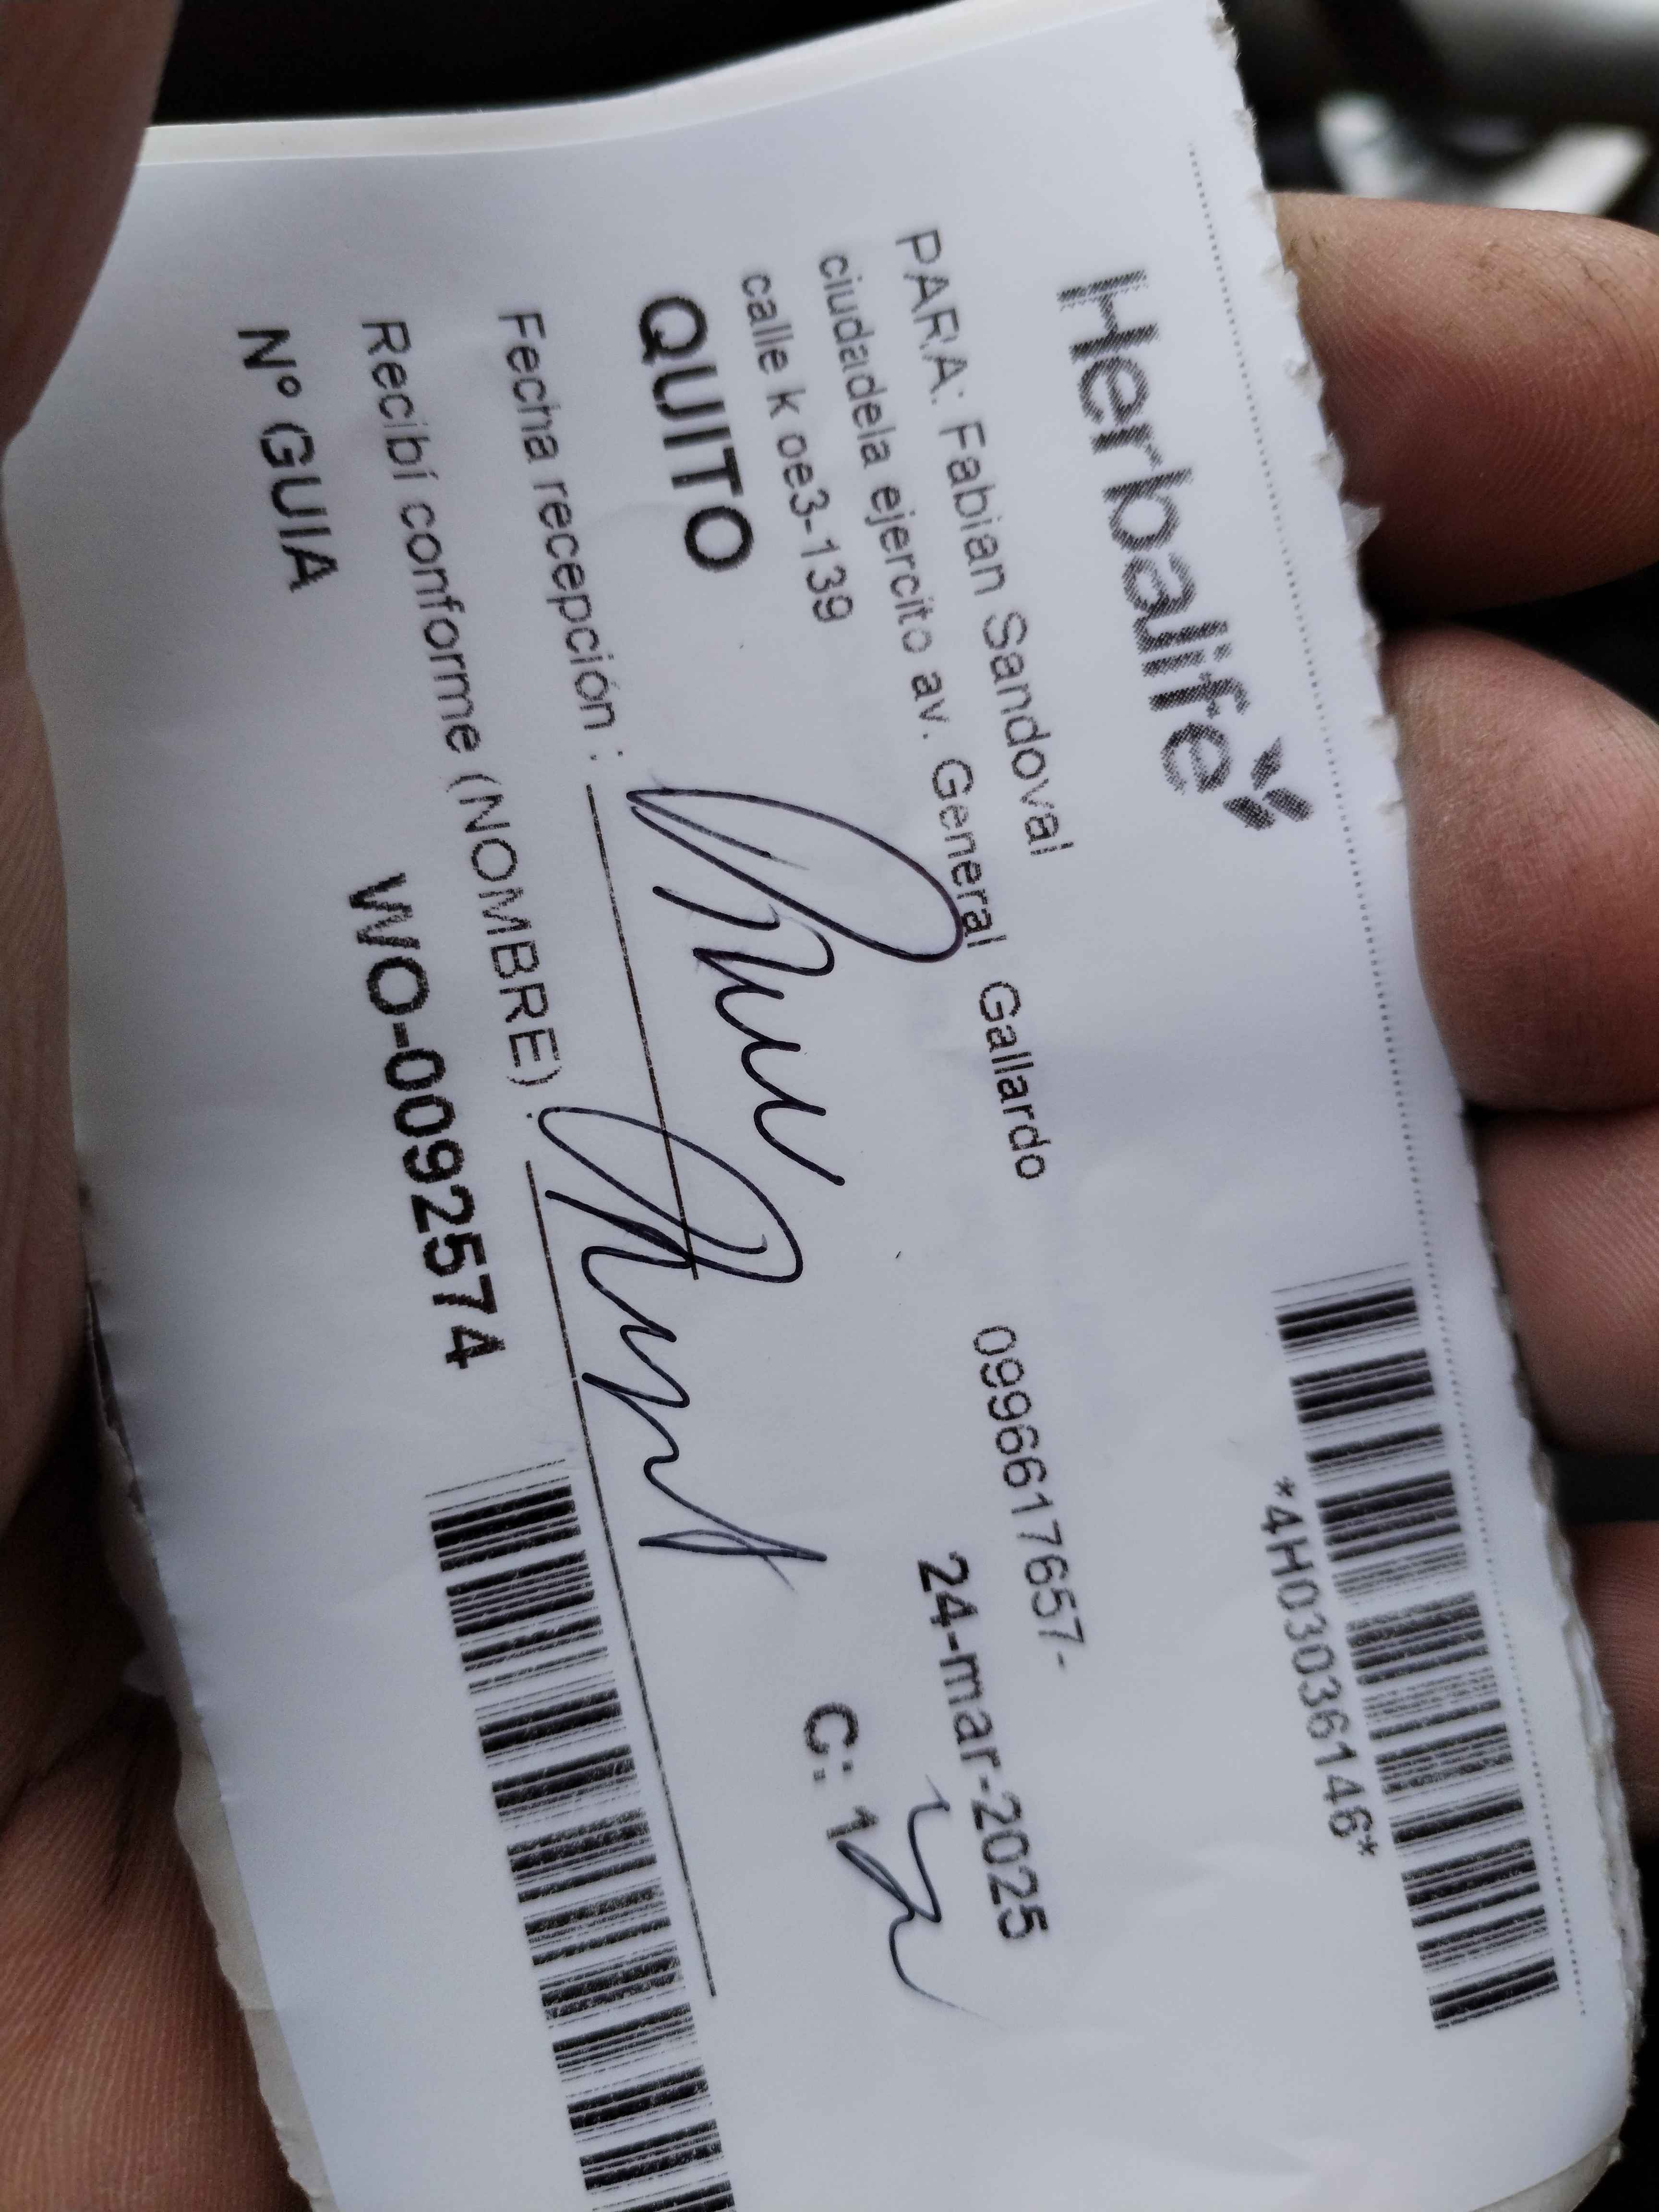 Herbalife
*4H03036146*
PARA: Fabian Sandoval 0996617657-
ciudadela ejercito av. General Gallardo
calle k oe3-139 24-mar-2025
QUITO C: 1
Fecha recepción :
Recibí conforme (NOMBRE) :
Nº GUIA WO-0092574